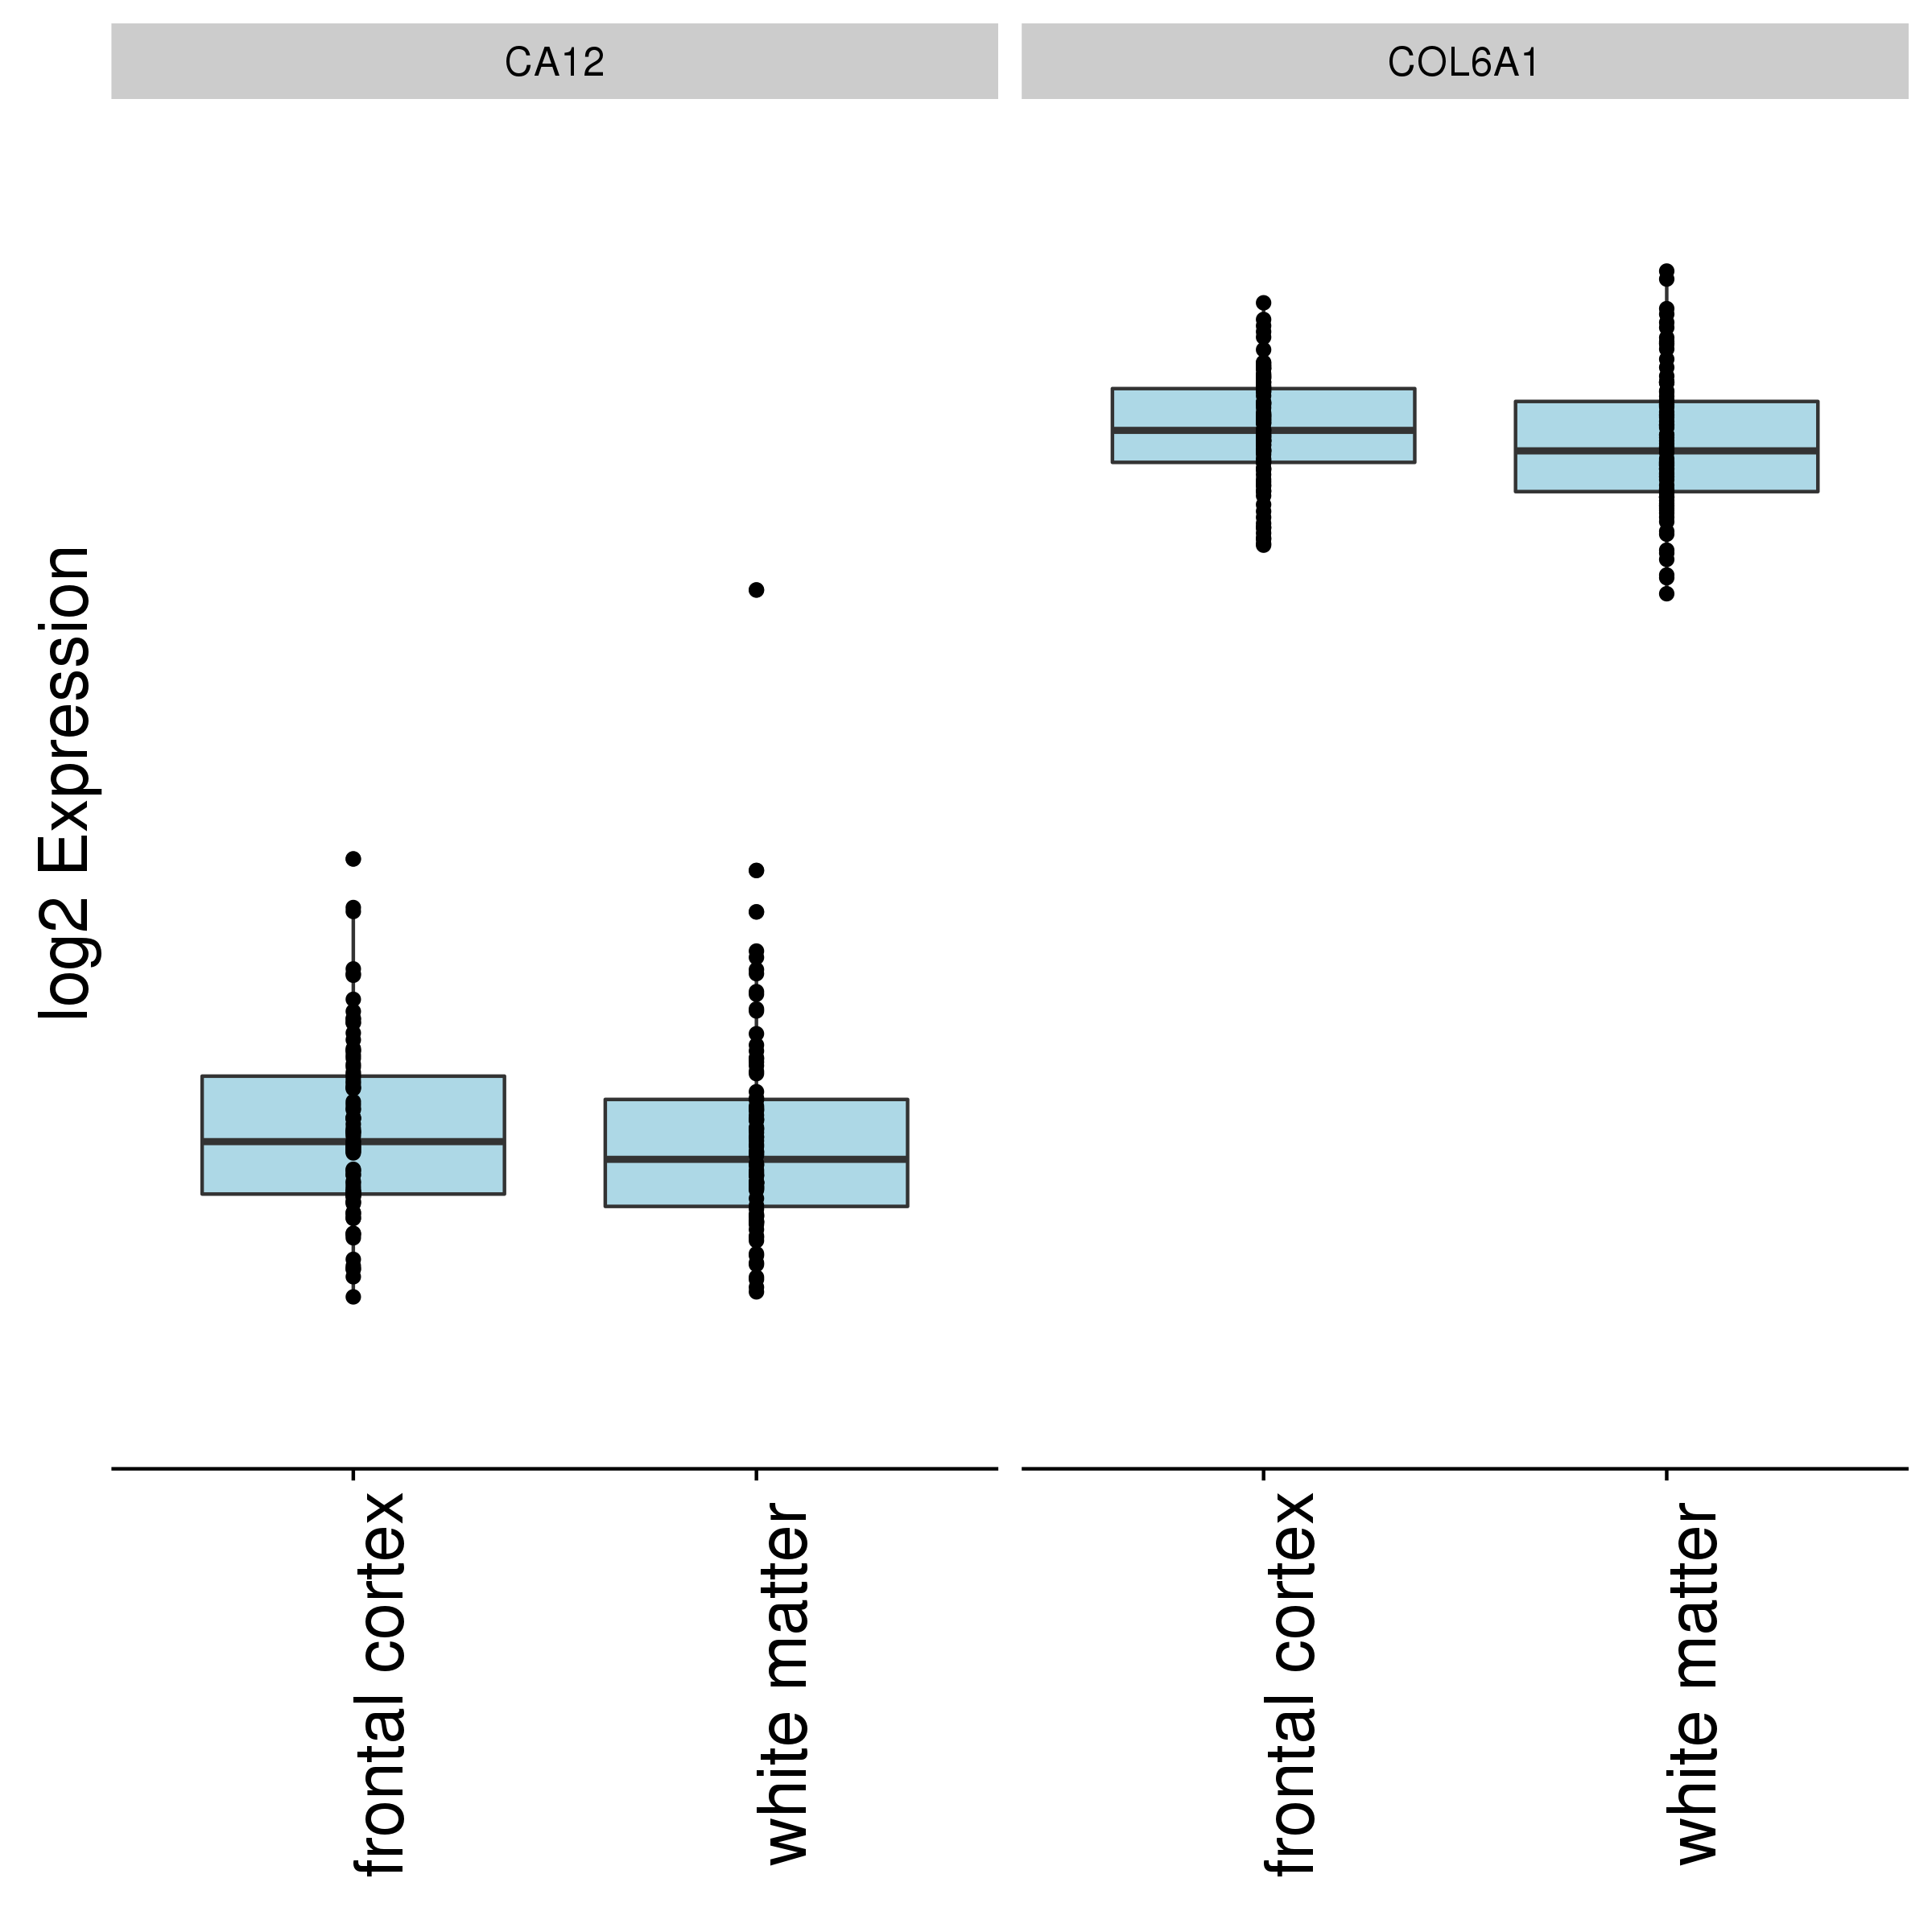 CA12
COL6A1
log2 Expression
frontal cortex
white matter
frontal cortex
white matter